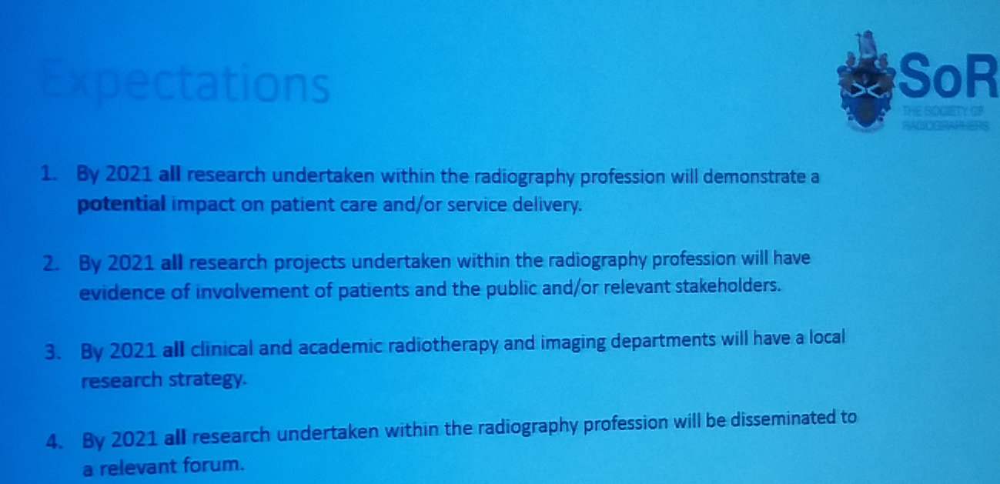 Expectations
SoR
THE SOCIETY OF
RADIOGRAPHERS
1. By 2021 all research undertaken within the radiography profession will demonstrate a
potential impact on patient care and/or service delivery.
2. By 2021 all research projects undertaken within the radiography profession will have
evidence of involvement of patients and the public and/or relevant stakeholders.
3. By 2021 all clinical and academic radiotherapy and imaging departments will have a local
research strategy.
4. By 2021 all research undertaken within the radiography profession will be disseminated to
a relevant forum.